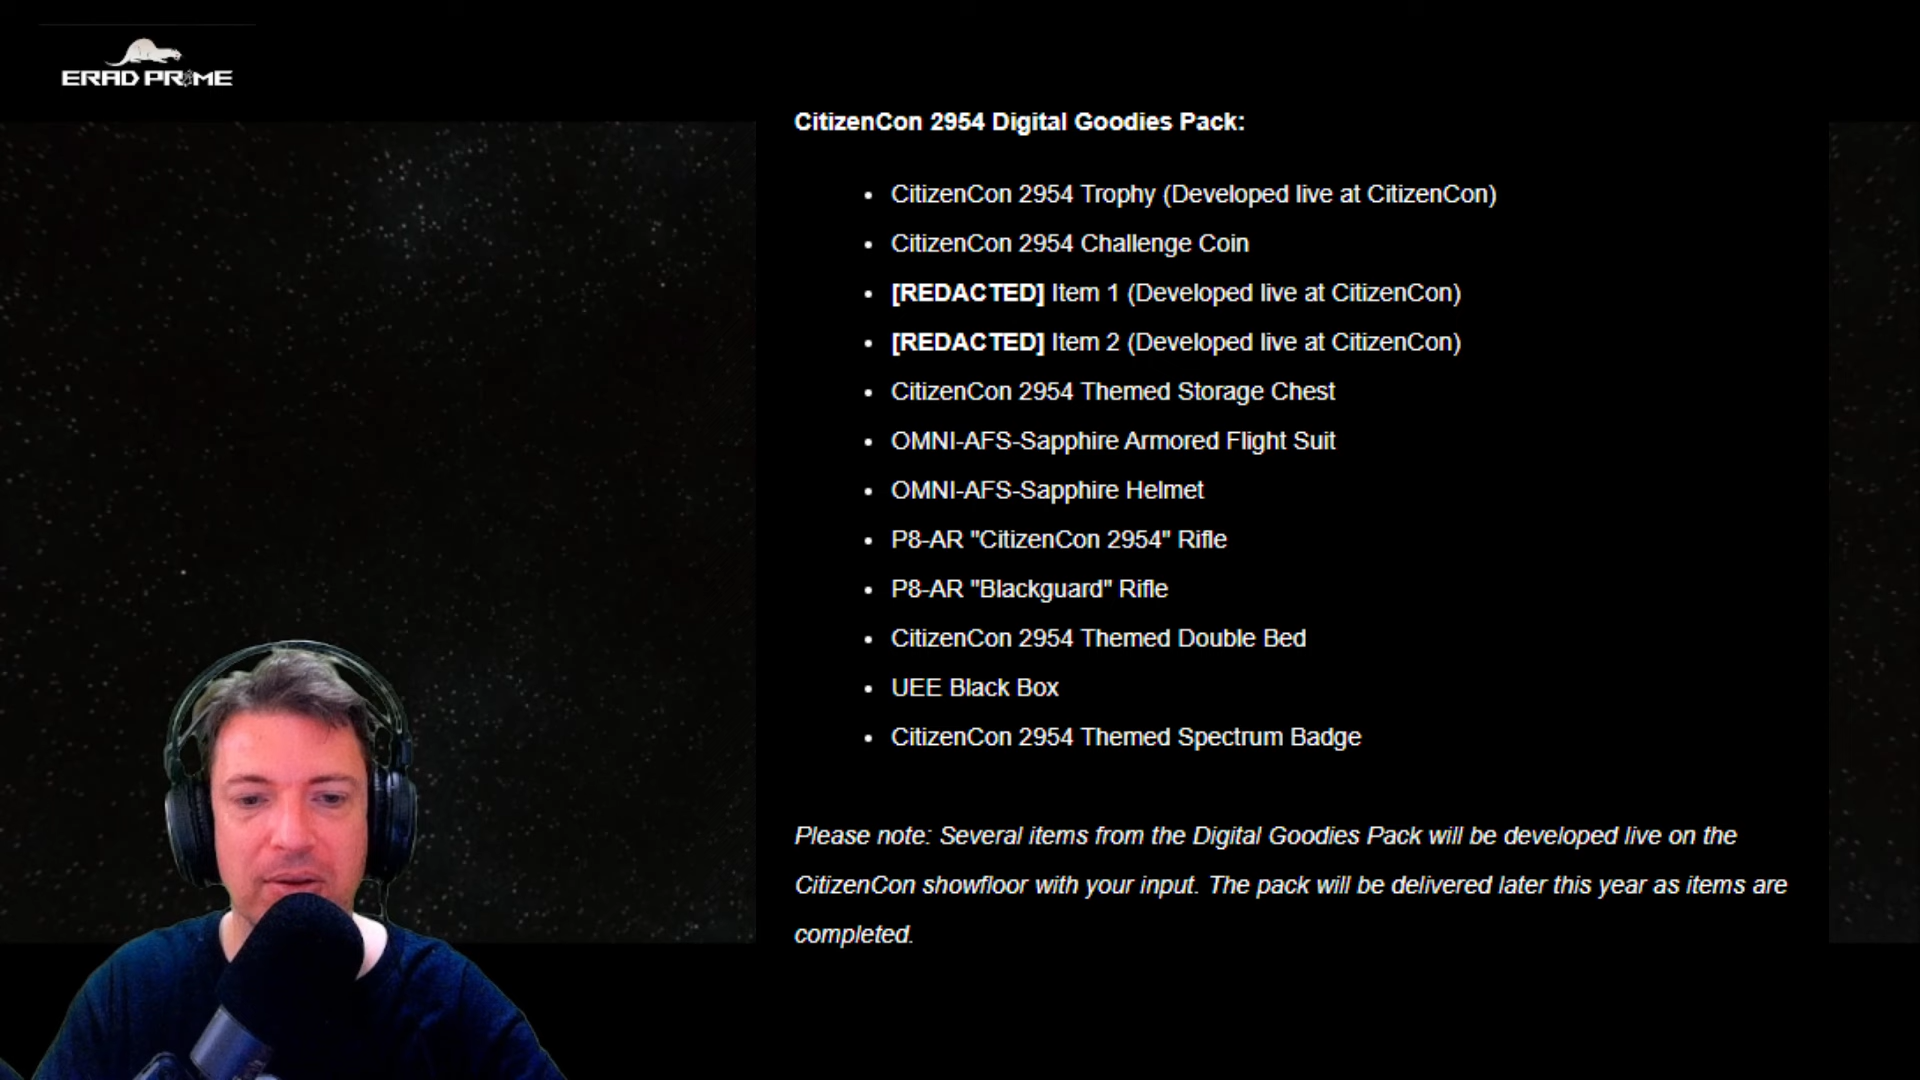 ERAD PRIME
CitizenCon 2954 Digital Goodies Pack:
CitizenCon 2954 Trophy (Developed live at CitizenCon)
CitizenCon 2954 Challenge Coin
[REDACTED] Item 1 (Developed live at CitizenCon)
[REDACTED] Item 2 (Developed live at CitizenCon)
CitizenCon 2954 Themed Storage Chest
OMNI-AFS-Sapphire Armored Flight Suit
OMNI-AFS-Sapphire Helmet
P8-AR "CitizenCon 2954" Rifle
P8-AR "Blackguard" Rifle
CitizenCon 2954 Themed Double Bed
UEE Black Box
CitizenCon 2954 Themed Spectrum Badge
Please note: Several items from the Digital Goodies Pack will be developed live on the
CitizenCon showfloor with your input. The pack will be delivered later this year as items are
completed.